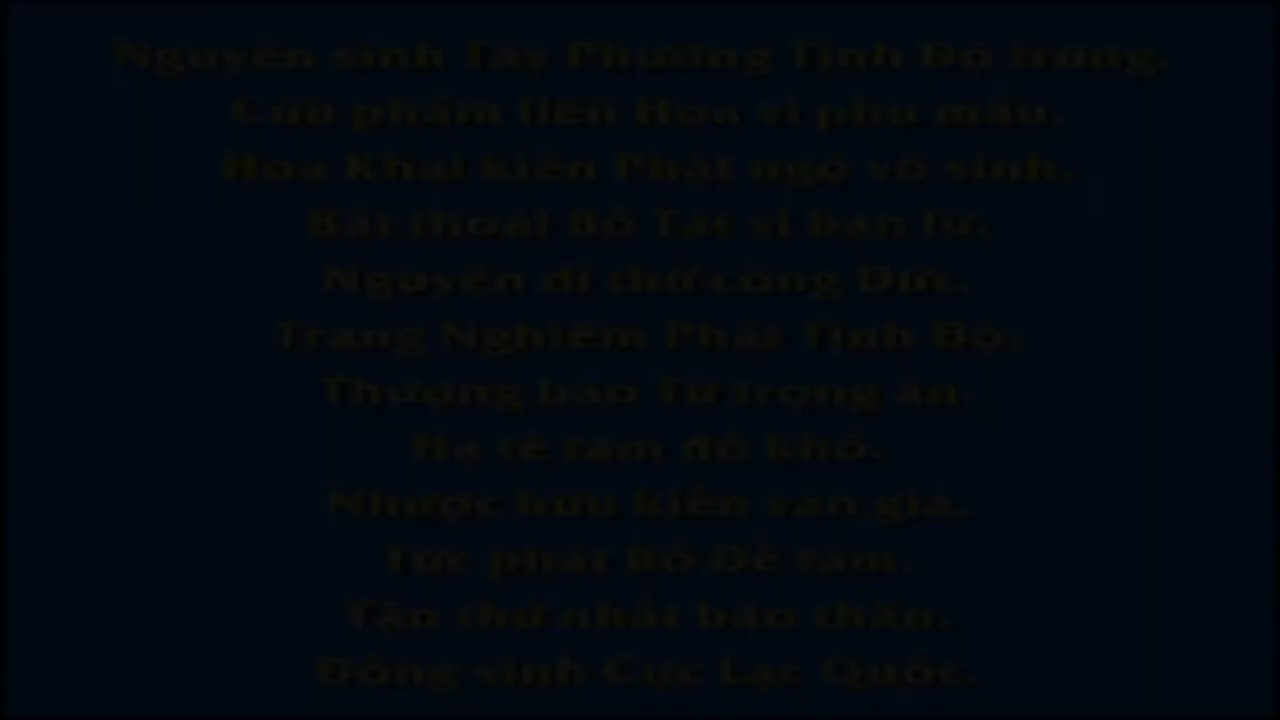 Nguyện sinh Tây Phương Tịnh Độ trung,
Cửu phẩm liên Hoa vi phụ mẫu.
Hoa Khai kiến Phật ngộ vô sinh,
Bất thoái Bồ Tát vi bạn lữ.
Nguyện dĩ thử công Đức,
Trang Nghiêm Phật Tịnh Độ,
Thượng báo Tứ trọng ân,
Hạ tế tam đồ khổ.
Nhược hữu kiến văn giả,
Tức phát Bồ Đề tâm.
Tận thử nhất báo thân,
Đồng sinh Cực Lạc Quốc.